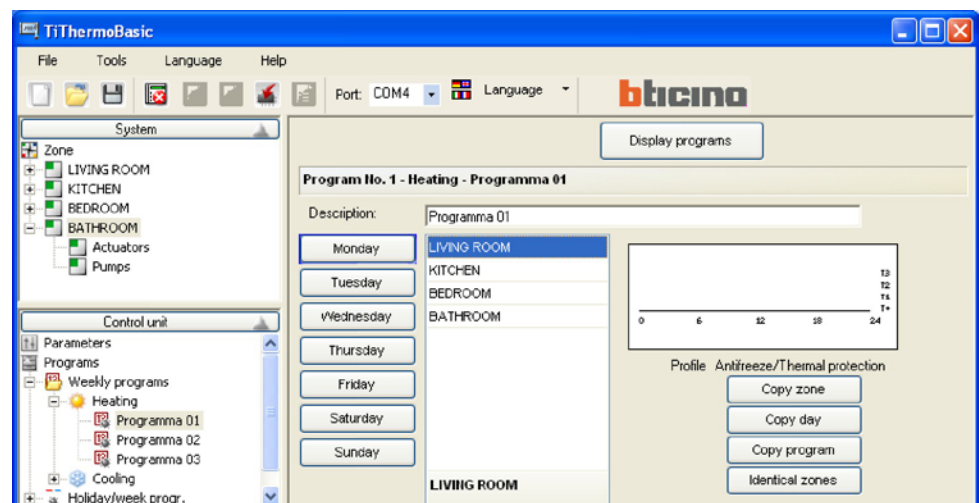 TiThermoBasic
File Tools Language Help
Port: COM4 Language bticino
System
Zone
LIVING ROOM
KITCHEN
BEDROOM
BATHROOM
Actuators
Pumps
Control unit
Parameters
Programs
Weekly programs
Heating
Programma 01
Programma 02
Programma 03
Cooling
Holiday/week progr.
Display programs
Program No. 1 - Heating - Programma 01
Description: Programma 01
Monday
Tuesday
Wednesday
Thursday
Friday
Saturday
Sunday
LIVING ROOM
KITCHEN
BEDROOM
BATHROOM
LIVING ROOM
T3
T2
T1
T*
0 6 12 18 24
Profile Antifreeze/Thermal protection
Copy zone
Copy day
Copy program
Identical zones